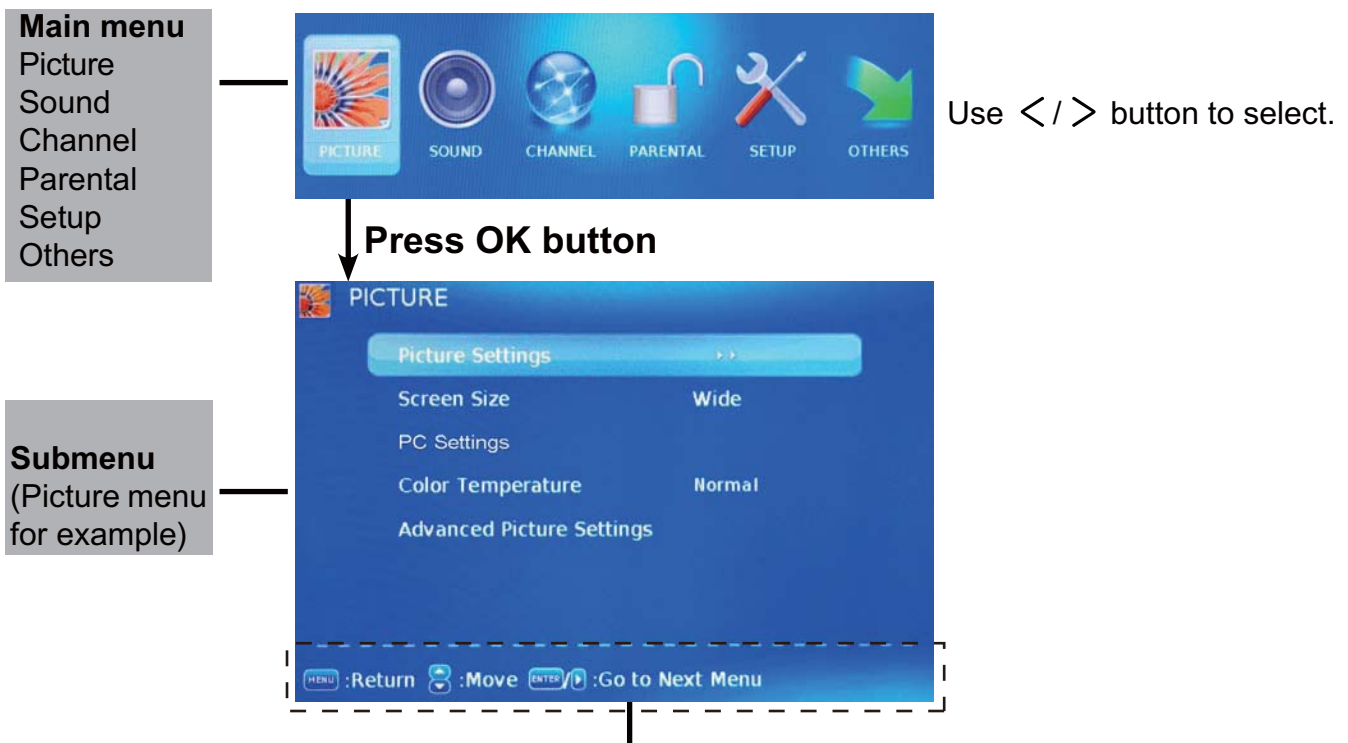 Main menu
Picture
Sound
Channel
Parental
Setup
Others
PICTURE SOUND CHANNEL PARENTAL SETUP OTHERS
Use < / > button to select.
Press OK button
PICTURE
Picture Settings
Screen Size Wide
PC Settings
Color Temperature Normal
Advanced Picture Settings
Submenu
(Picture menu
for example)
MENU :Return :Move ENTER/ :Go to Next Menu